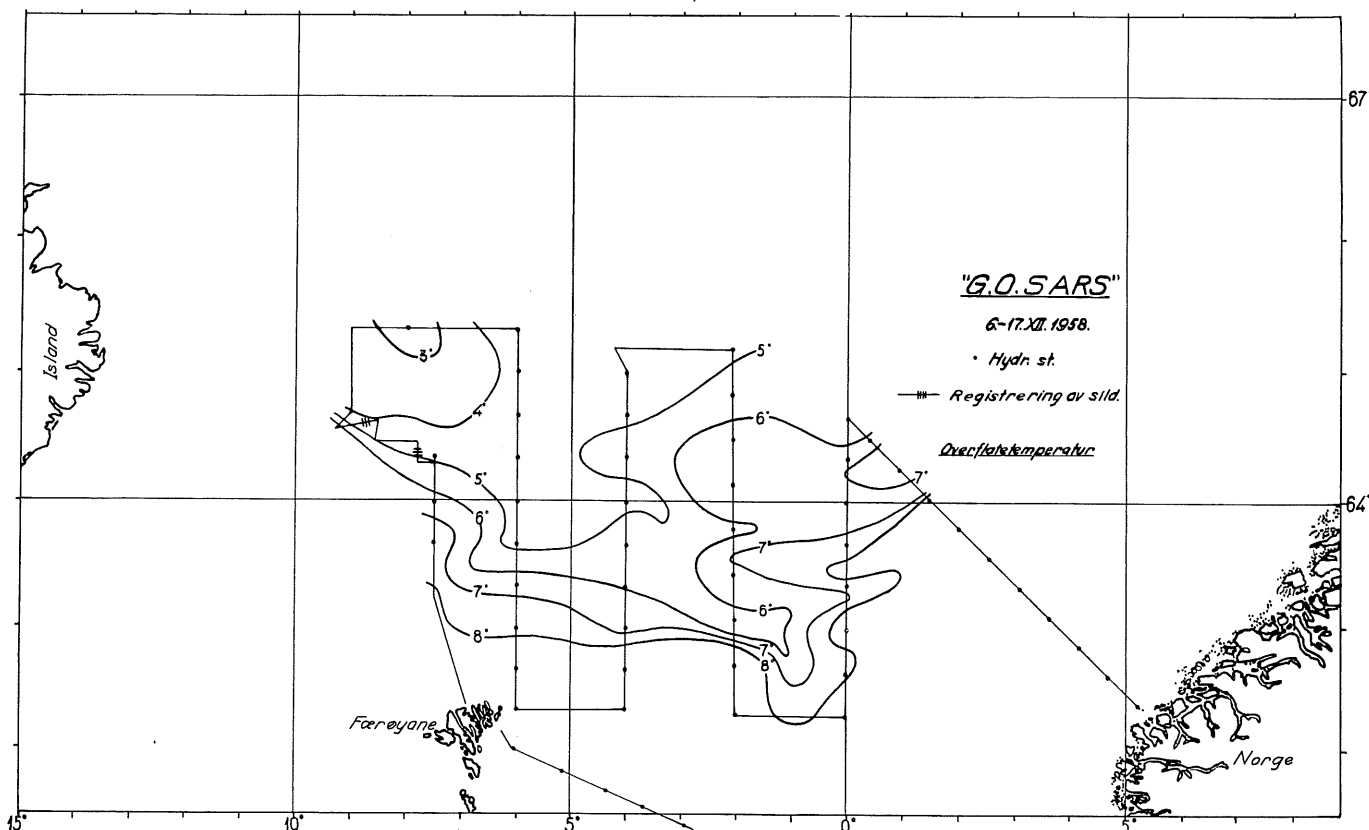 67
"G.O. SARS"
6-17.XII.1958.
• Hydr. st.
Registrering av sild.
Overflatetemperatur
Island
3°
4°
5°
5°
6°
7°
64°
6°
7°
6°
7°
8°
7°
8°
Færøyane
Norge
15°
10°
5°
0°
5°